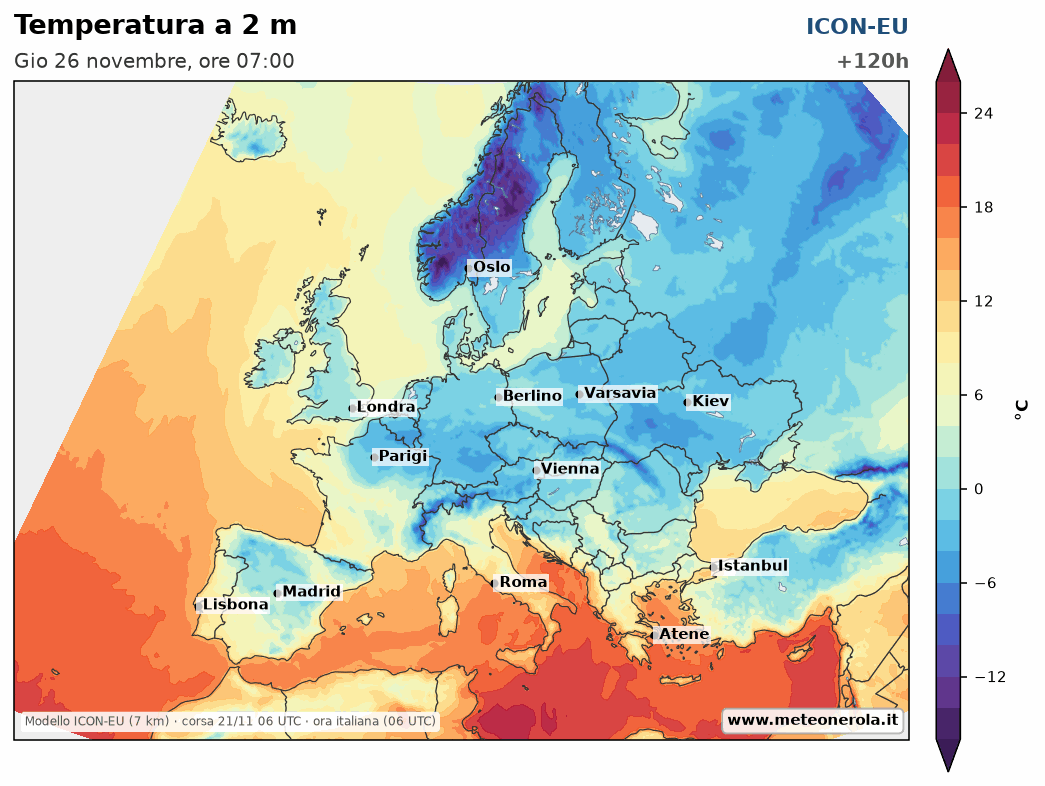 Temperatura a 2 m
ICON-EU
Gio 26 novembre, ore 07:00
+120h
24
18
12
6
0
−6
−12
°C
Oslo
Londra
Berlino
Varsavia
Kiev
Parigi
Vienna
Madrid
Lisbona
Roma
Istanbul
Atene
Modello ICON-EU (7 km) · corsa 21/11 06 UTC · ora italiana (06 UTC)
www.meteonerola.it